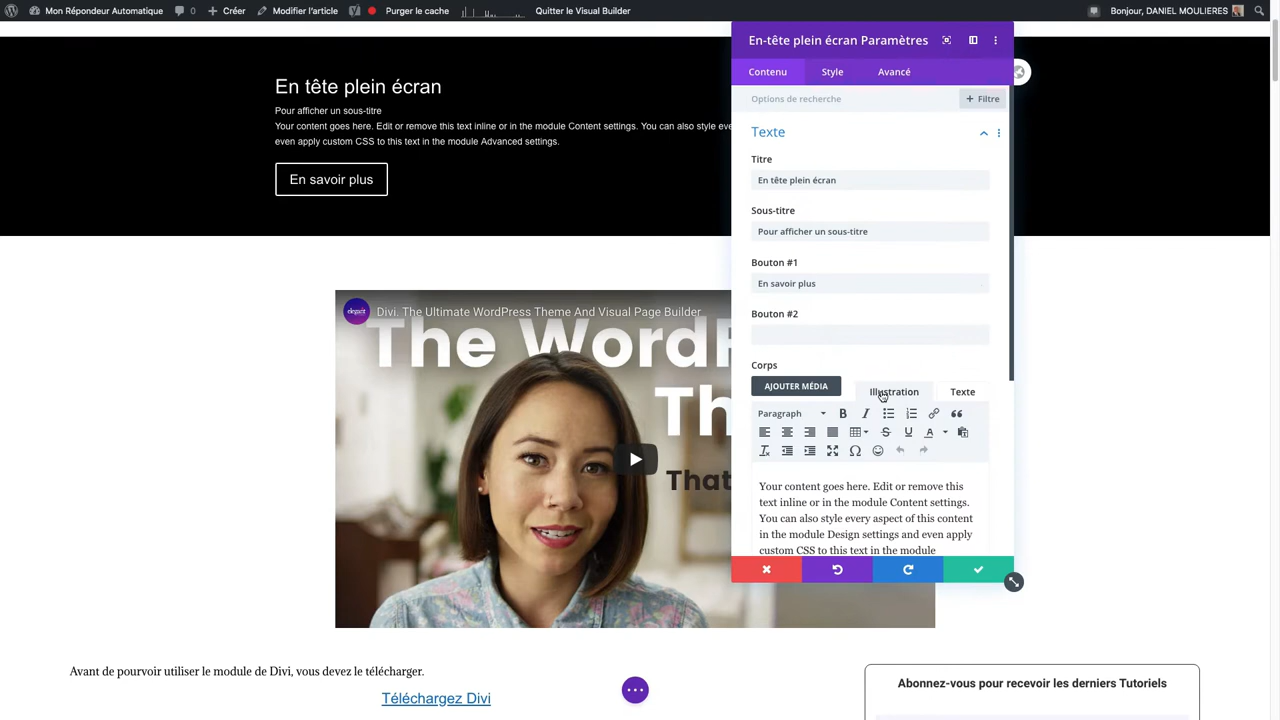 Mon Répondeur Automatique 0 Créer Modifier l'article Purger le cache Quitter le Visual Builder Bonjour, DANIEL MOULIERES
En tête plein écran
Pour afficher un sous-titre
Your content goes here. Edit or remove this text inline or in the module Content settings. You can also style eve
even apply custom CSS to this text in the module Advanced settings.
En savoir plus
En-tête plein écran Paramètres
Contenu Style Avancé
Options de recherche + Filtre
Texte
Titre
En tête plein écran
Sous-titre
Pour afficher un sous-titre
Bouton #1
En savoir plus
Bouton #2
Corps
AJOUTER MÉDIA Illustration Texte
Paragraph
Your content goes here. Edit or remove this
text inline or in the module Content settings.
You can also style every aspect of this content
in the module Design settings and even apply
custom CSS to this text in the module
elegant Divi. The Ultimate WordPress Theme And Visual Page Builder
The WordP
Th
That
Avant de pourvoir utiliser le module de Divi, vous devez le télécharger.
Téléchargez Divi
Abonnez-vous pour recevoir les derniers Tutoriels